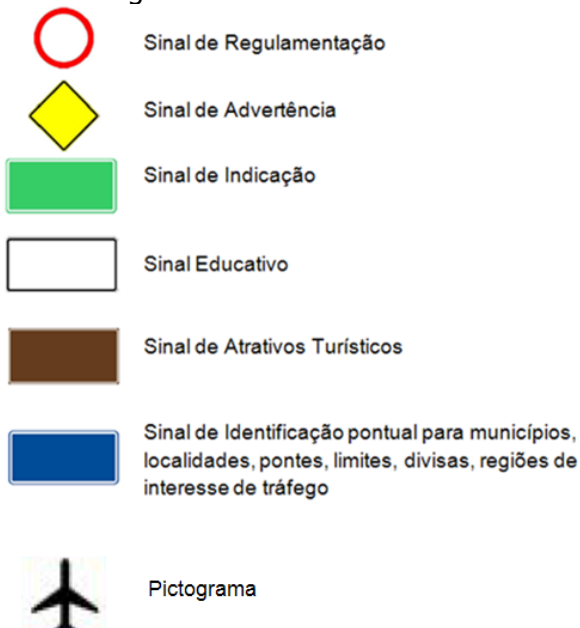 Sinal de Regulamentação
Sinal de Advertência
Sinal de Indicação
Sinal Educativo
Sinal de Atrativos Turísticos
Sinal de Identificação pontual para municípios,
localidades, pontes, limites, divisas, regiões de
interesse de tráfego
Pictograma